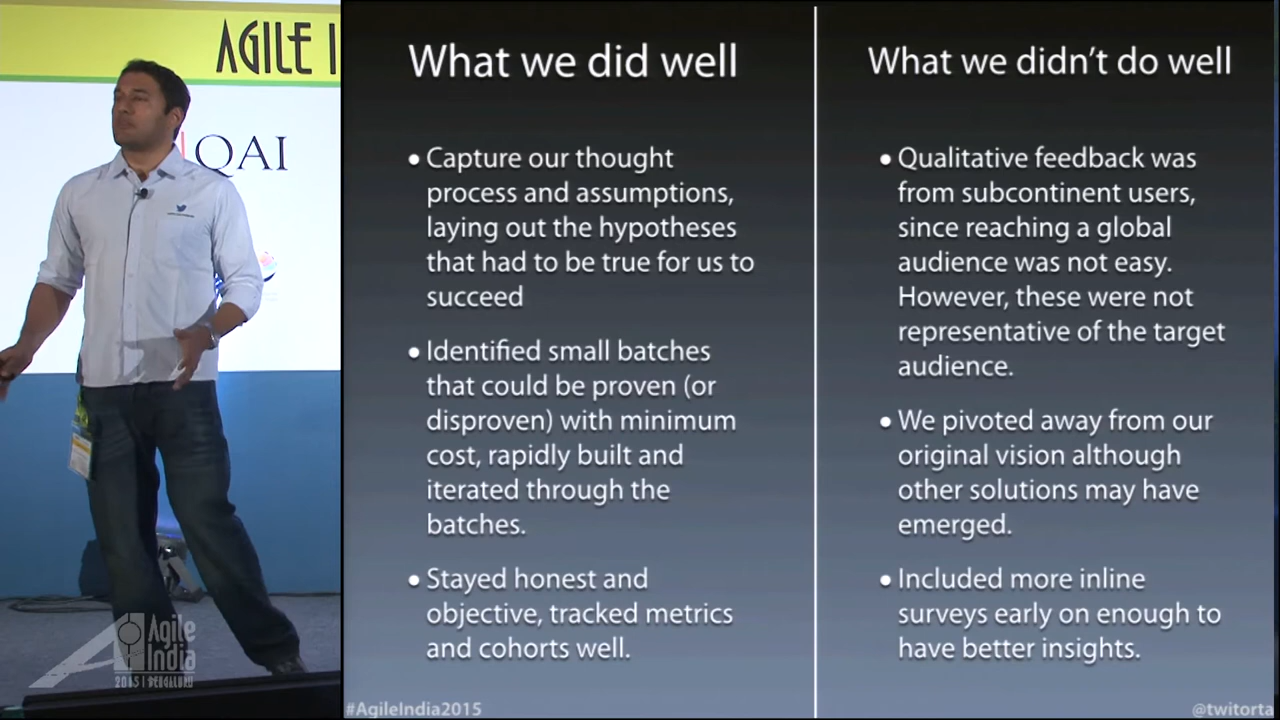 AGILE I
QAI
What we did well
• Capture our thought
process and assumptions,
laying out the hypotheses
that had to be true for us to
succeed
• Identified small batches
that could be proven (or
disproven) with minimum
cost, rapidly built and
iterated through the
batches.
• Stayed honest and
objective, tracked metrics
and cohorts well.
What we didn't do well
• Qualitative feedback was
from subcontinent users,
since reaching a global
audience was not easy.
However, these were not
representative of the target
audience.
• We pivoted away from our
original vision although
other solutions may have
emerged.
• Included more inline
surveys early on enough to
have better insights.
Agile
India
2015 | BENGALURU
#AgileIndia2015
@twitorta